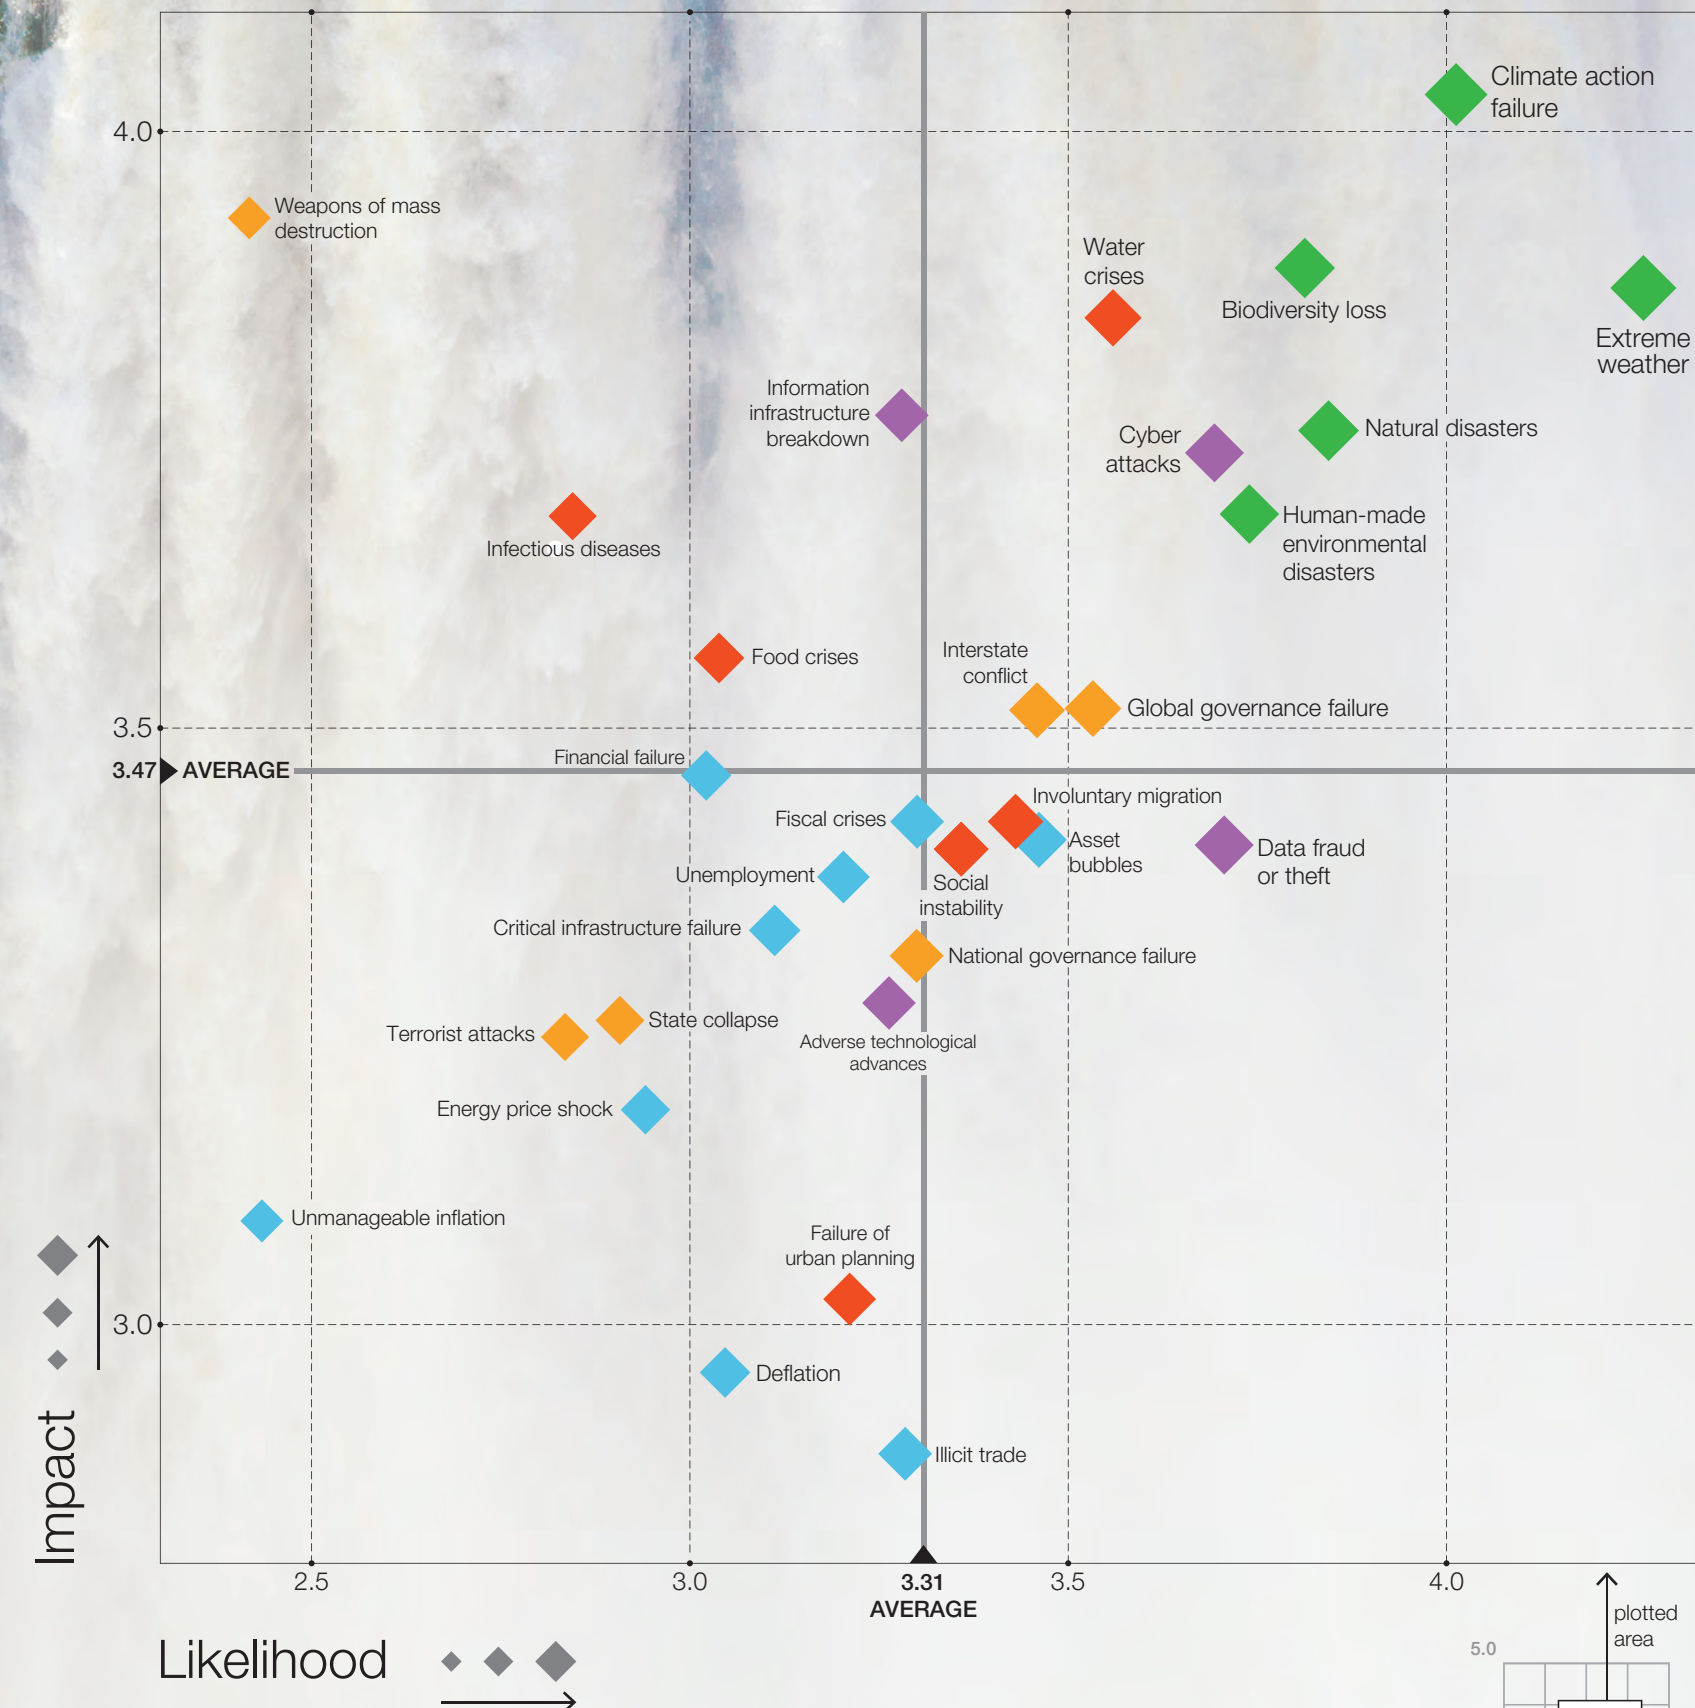 Climate action
failure
4.0
Weapons of mass
destruction
Water
crises
Biodiversity loss
Extreme
weather
Information
infrastructure
breakdown
Cyber
attacks
Natural disasters
Human-made
environmental
disasters
Infectious diseases
Food crises
Interstate
conflict
Global governance failure
3.5
Financial failure
3.47
AVERAGE
Involuntary migration
Fiscal crises
Asset
bubbles
Data fraud
or theft
Unemployment
Social
instability
Critical infrastructure failure
National governance failure
State collapse
Terrorist attacks
Adverse technological
advances
Energy price shock
Unmanageable inflation
Failure of
urban planning
3.0
Deflation
Illicit trade
Impact
2.5
3.0
3.31
AVERAGE
3.5
4.0
plotted
area
5.0
Likelihood